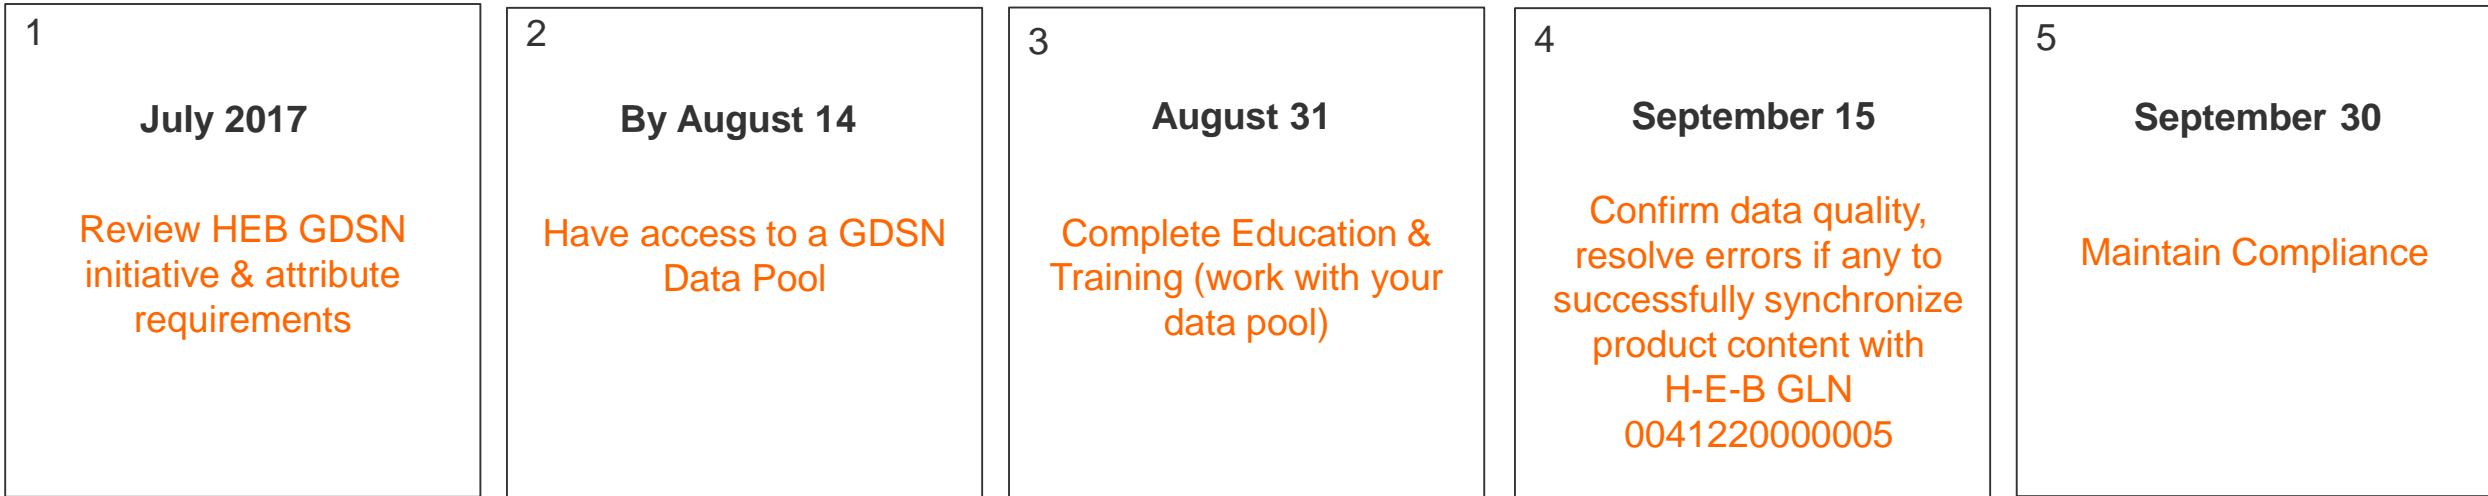 1
July 2017
Review HEB GDSN
initiative & attribute
requirements
2
By August 14
Have access to a GDSN
Data Pool
3
August 31
Complete Education &
Training (work with your
data pool)
4
September 15
Confirm data quality,
resolve errors if any to
successfully synchronize
product content with
H-E-B GLN
0041220000005
5
September 30
Maintain Compliance